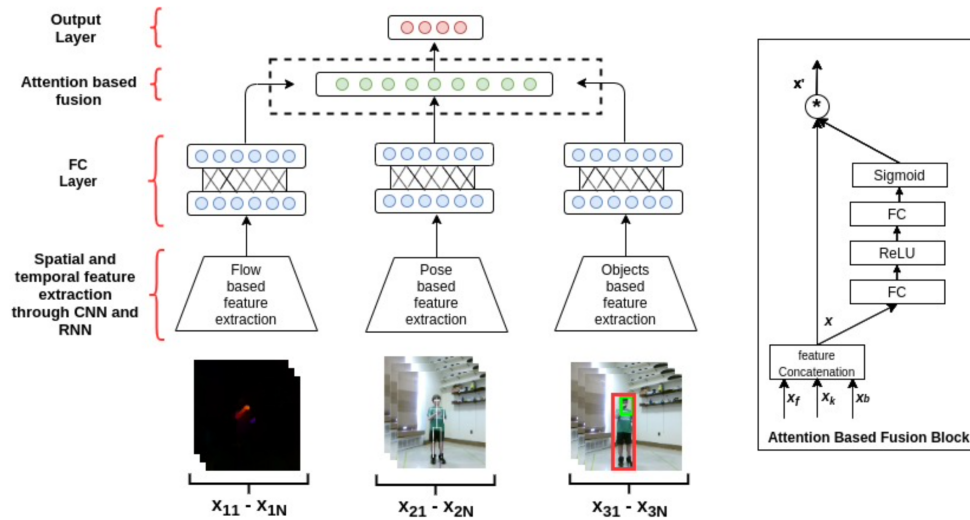 Output
Layer
Attention based
fusion
FC
Layer
Spatial and
temporal feature
extraction
through CNN and
RNN
Flow
based
feature
extraction
Pose
based
feature
extraction
Objects
based
feature
extraction
x11 - x1N
x21 - x2N
x31 - x3N
x'
*
Sigmoid
FC
ReLU
FC
x
feature
Concatenation
xf
xk
xb
Attention Based Fusion Block